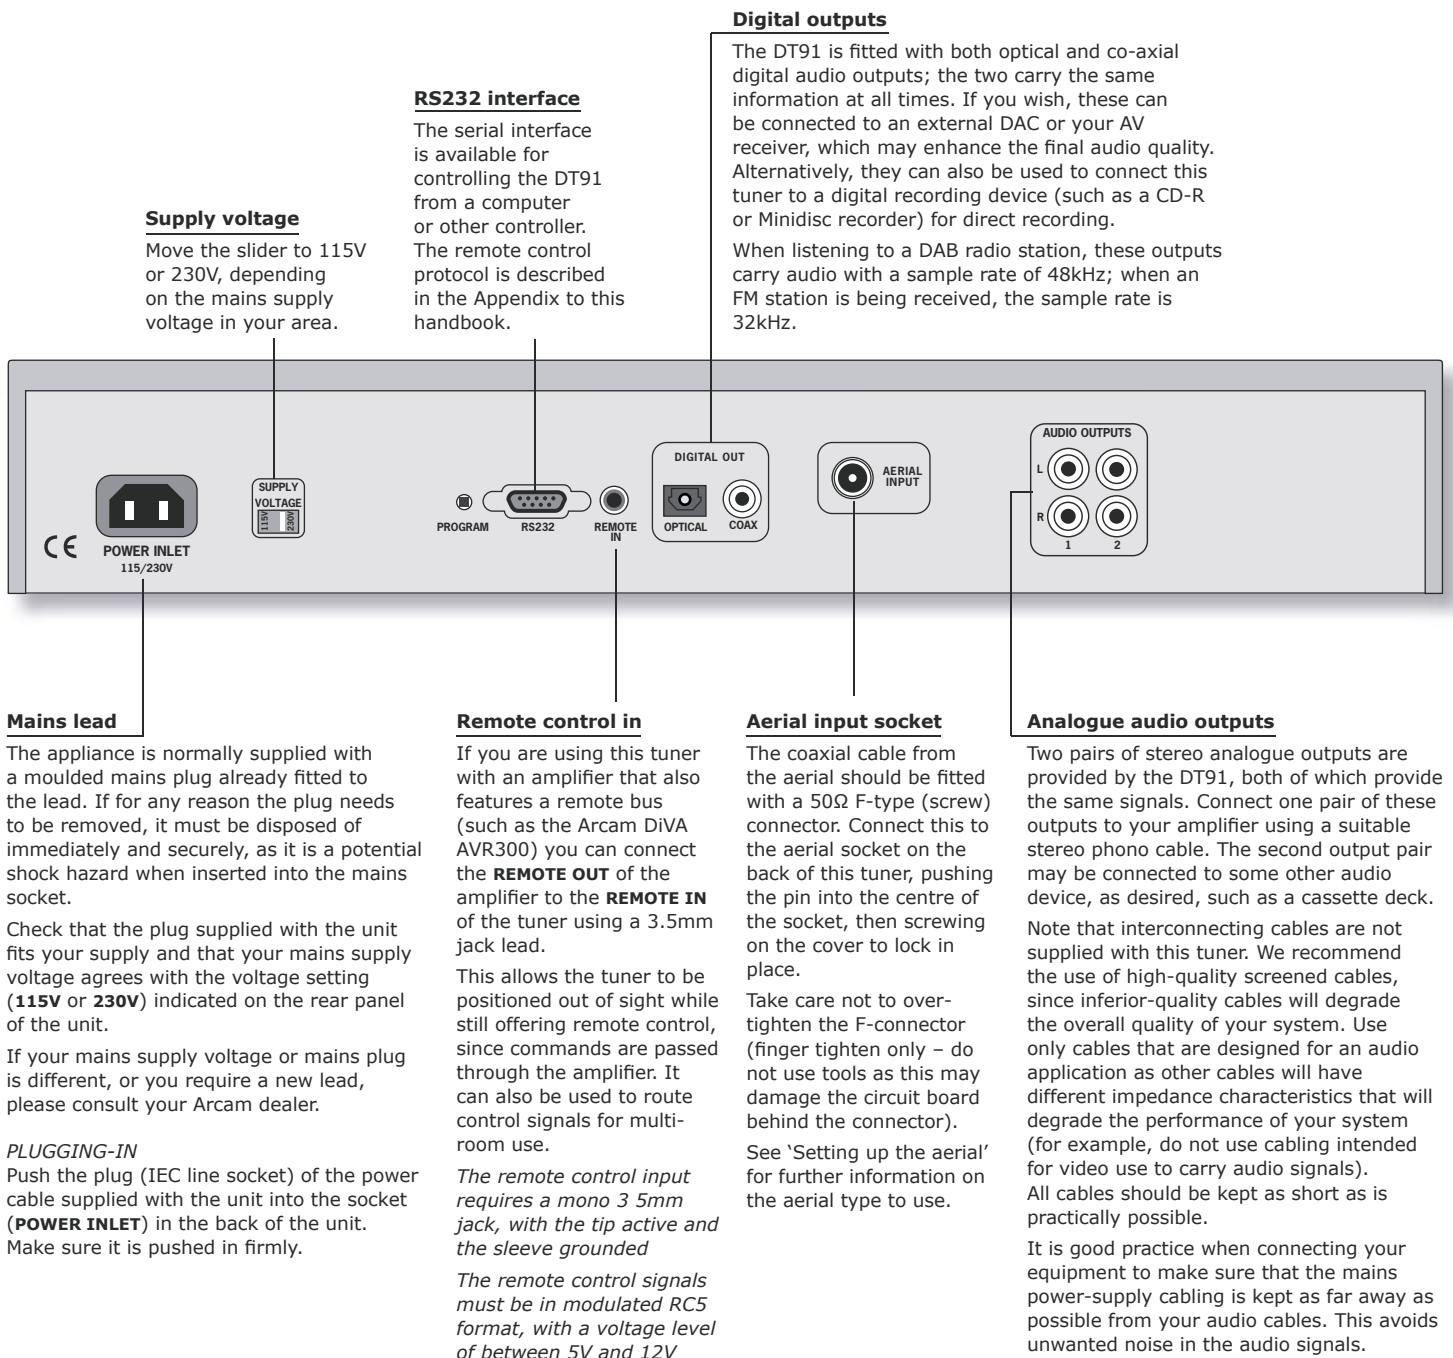 Digital outputs
The DT91 is fitted with both optical and co-axial
digital audio outputs; the two carry the same
information at all times. If you wish, these can
be connected to an external DAC or your AV
receiver, which may enhance the final audio quality.
Alternatively, they can also be used to connect this
tuner to a digital recording device (such as a CD-R
or Minidisc recorder) for direct recording.
When listening to a DAB radio station, these outputs
carry audio with a sample rate of 48kHz; when an
FM station is being received, the sample rate is
32kHz.
RS232 interface
The serial interface
is available for
controlling the DT91
from a computer
or other controller.
The remote control
protocol is described
in the Appendix to this
handbook.
Supply voltage
Move the slider to 115V
or 230V, depending
on the mains supply
voltage in your area.
CE
POWER INLET
115/230V
SUPPLY
VOLTAGE
115V
230V
PROGRAM
RS232
REMOTE
IN
DIGITAL OUT
OPTICAL
COAX
AERIAL
INPUT
AUDIO OUTPUTS
L
R
1
2
Mains lead
The appliance is normally supplied with
a moulded mains plug already fitted to
the lead. If for any reason the plug needs
to be removed, it must be disposed of
immediately and securely, as it is a potential
shock hazard when inserted into the mains
socket.
Check that the plug supplied with the unit
fits your supply and that your mains supply
voltage agrees with the voltage setting
(115V or 230V) indicated on the rear panel
of the unit.
If your mains supply voltage or mains plug
is different, or you require a new lead,
please consult your Arcam dealer.
PLUGGING-IN
Push the plug (IEC line socket) of the power
cable supplied with the unit into the socket
(POWER INLET) in the back of the unit.
Make sure it is pushed in firmly.
Remote control in
If you are using this tuner
with an amplifier that also
features a remote bus
(such as the Arcam DiVA
AVR300) you can connect
the REMOTE OUT of the
amplifier to the REMOTE IN
of the tuner using a 3.5mm
jack lead.
This allows the tuner to be
positioned out of sight while
still offering remote control,
since commands are passed
through the amplifier. It
can also be used to route
control signals for multi-
room use.
The remote control input
requires a mono 3 5mm
jack, with the tip active and
the sleeve grounded
The remote control signals
must be in modulated RC5
format, with a voltage level
of between 5V and 12V
Aerial input socket
The coaxial cable from
the aerial should be fitted
with a 50Ω F-type (screw)
connector. Connect this to
the aerial socket on the
back of this tuner, pushing
the pin into the centre of
the socket, then screwing
on the cover to lock in
place.
Take care not to over-
tighten the F-connector
(finger tighten only – do
not use tools as this may
damage the circuit board
behind the connector).
See ‘Setting up the aerial’
for further information on
the aerial type to use.
Analogue audio outputs
Two pairs of stereo analogue outputs are
provided by the DT91, both of which provide
the same signals. Connect one pair of these
outputs to your amplifier using a suitable
stereo phono cable. The second output pair
may be connected to some other audio
device, as desired, such as a cassette deck.
Note that interconnecting cables are not
supplied with this tuner. We recommend
the use of high-quality screened cables,
since inferior-quality cables will degrade
the overall quality of your system. Use
only cables that are designed for an audio
application as other cables will have
different impedance characteristics that will
degrade the performance of your system
(for example, do not use cabling intended
for video use to carry audio signals).
All cables should be kept as short as is
practically possible.
It is good practice when connecting your
equipment to make sure that the mains
power-supply cabling is kept as far away as
possible from your audio cables. This avoids
unwanted noise in the audio signals.